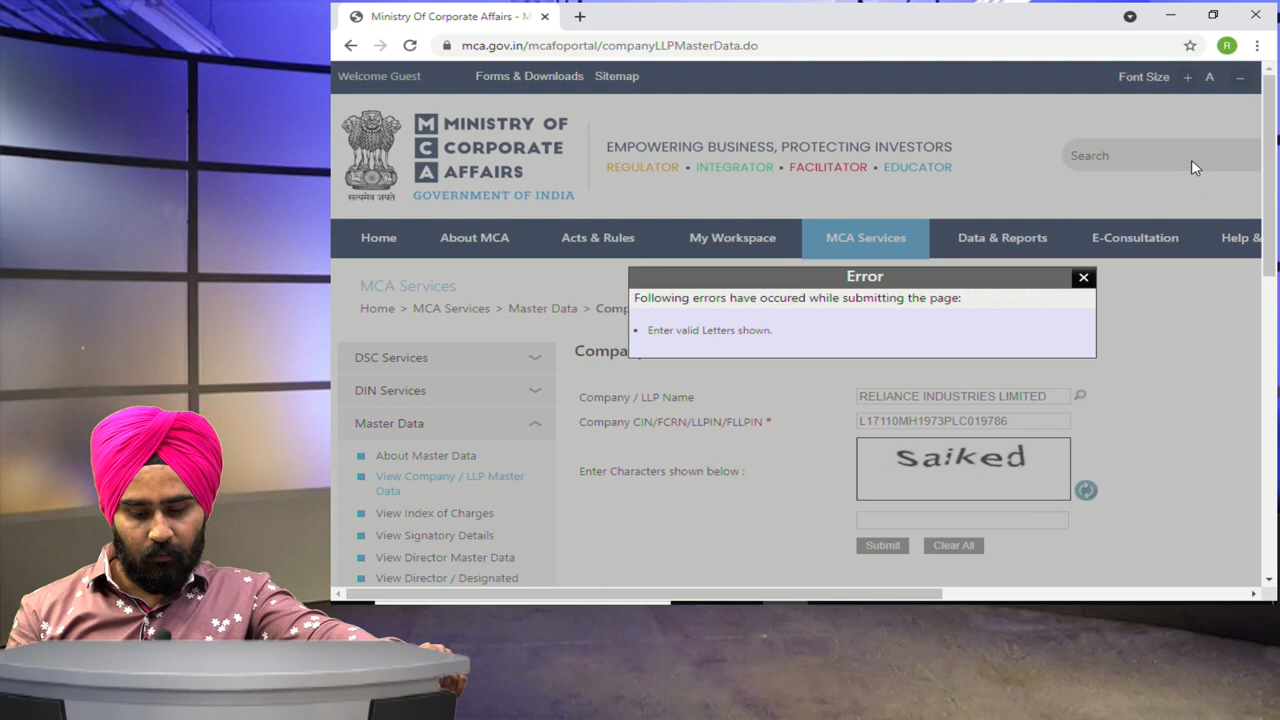 Ministry Of Corporate Affairs - M
mca.gov.in/mcafoportal/companyLLPMasterData.do
R
Welcome Guest
Forms & Downloads
Sitemap
Font Size + A –
सत्यमेव जयते
MINISTRY OF
CORPORATE
AFFAIRS
GOVERNMENT OF INDIA
EMPOWERING BUSINESS, PROTECTING INVESTORS
REGULATOR • INTEGRATOR • FACILITATOR • EDUCATOR
Search
Home
About MCA
Acts & Rules
My Workspace
MCA Services
Data & Reports
E-Consultation
Help &
MCA Services
Home > MCA Services > Master Data > Comp
Error
Following errors have occured while submitting the page:
Enter valid Letters shown.
DSC Services
DIN Services
Master Data
About Master Data
View Company / LLP Master
Data
View Index of Charges
View Signatory Details
View Director Master Data
View Director / Designated
Compa
Company / LLP Name
RELIANCE INDUSTRIES LIMITED
Company CIN/FCRN/LLPIN/FLLPIN *
L17110MH1973PLC019786
Enter Characters shown below :
Saiked
Submit
Clear All